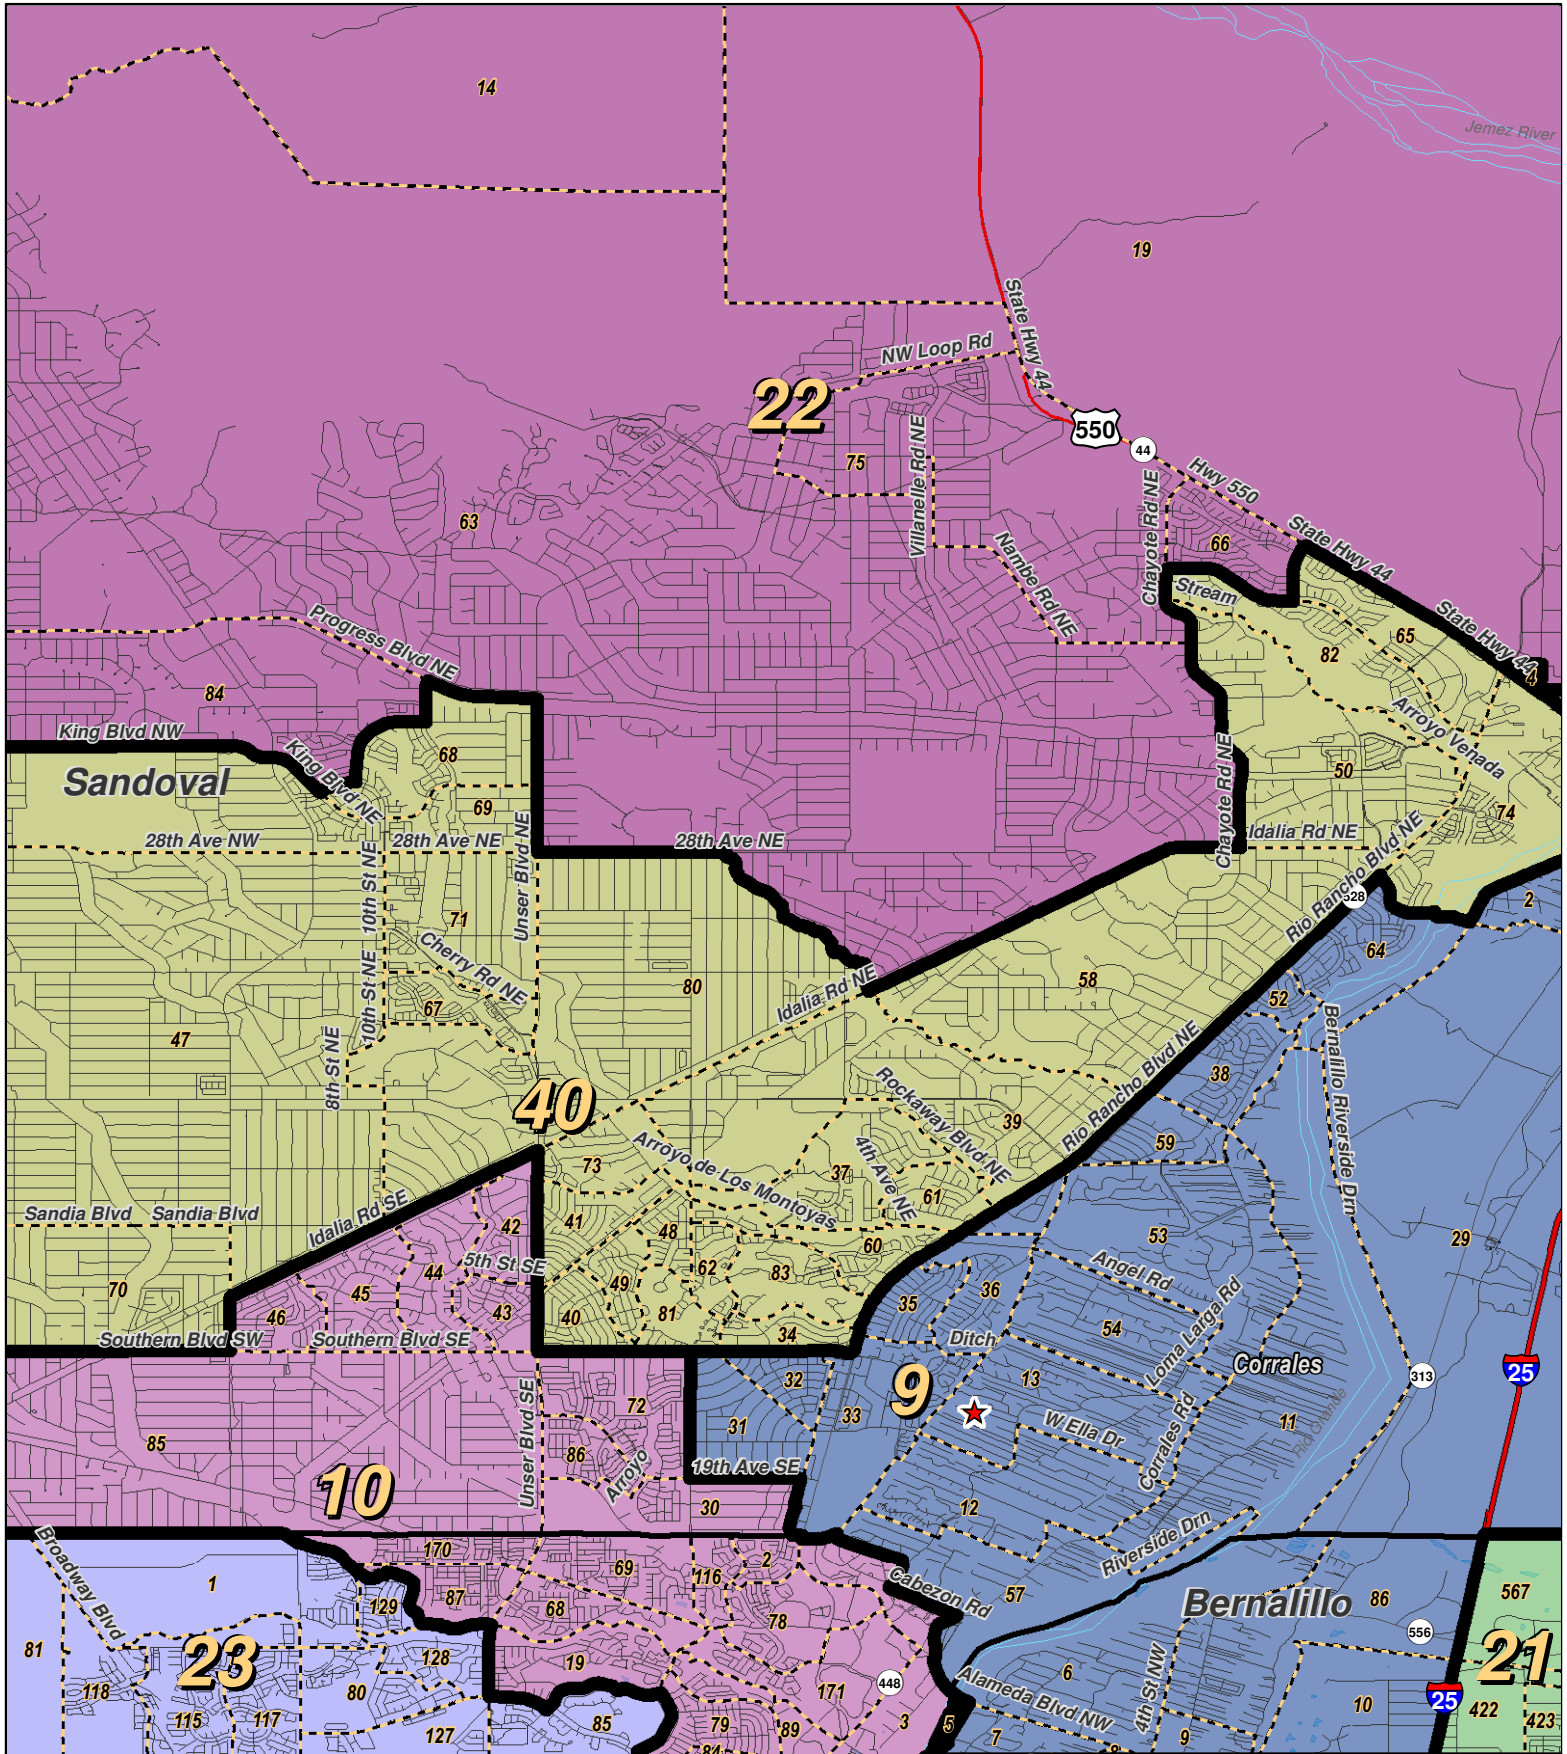 14
Jemez River
19
State Hwy 44
NW Loop Rd
22
550
44
75
Villanelle Rd NE
Hwy 550
Chayote Rd NE
63
66
State Hwy 44
Nambe Rd NE
Stream
State Hwy 44
Progress Blvd NE
65
82
4
84
King Blvd NW
Arroyo Venada
King Blvd NE
68
Sandoval
50
Chayote Rd NE
69
74
28th Ave NW
28th Ave NE
Unser Blvd NE
28th Ave NE
Idalia Rd NE
10th St NE
Rio Rancho Blvd NE
528
2
71
Cherry Rd NE
64
10th St NE
80
Idalia Rd NE
58
52
67
47
8th St NE
Bernalillo Riverside Drn
38
40
Rockaway Blvd NE
Rio Rancho Blvd NE
39
59
73
Arroyo de Los Montoyas
37
4th Ave NE
61
Sandia Blvd
Sandia Blvd
Idalia Rd SE
42
41
48
53
29
60
5th St SE
44
62
83
Angel Rd
70
45
49
36
35
46
43
40
81
54
Loma Larga Rd
34
Southern Blvd SW
Southern Blvd SE
Ditch
Corrales
313
25
32
9
13
72
Unser Blvd SE
33
31
W Ella Dr
11
Corrales Rd
Rio Grande
85
86
Arroyo
19th Ave SE
10
30
12
Riverside Drn
Broadway Blvd
170
69
2
116
1
Cabezon Rd
57
567
129
87
68
Bernalillo
86
78
556
81
23
128
19
21
118
80
171
448
6
Alameda Blvd NW
4th St NW
25
10
422
115
117
127
85
79
89
3
5
7
9
423
84
8